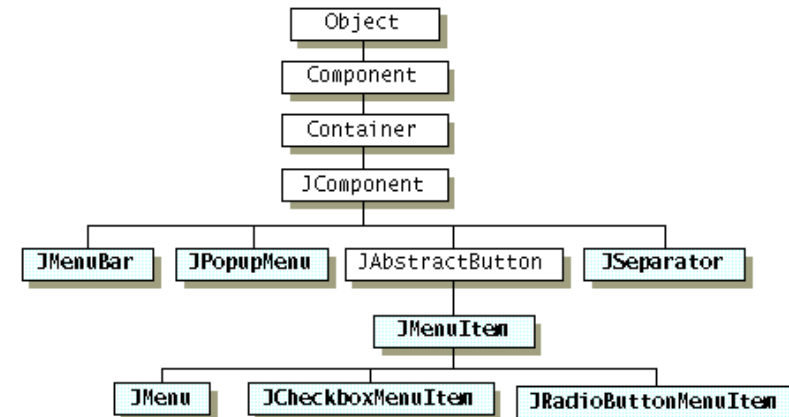 Object
Component
Container
JComponent
JMenuBar JPopupMenu JAbstractButton JSeparator
JMenuItem
JMenu JCheckboxMenuItem JRadioButtonMenuItem